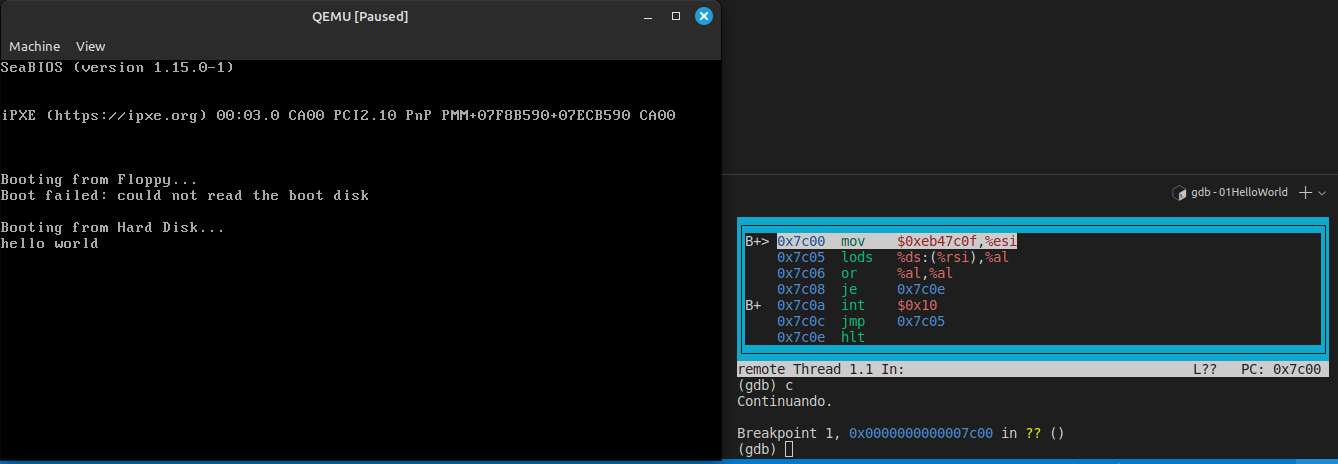 QEMU [Paused]
Machine View
SeaBIOS (version 1.15.0-1)
iPXE (https://ipxe.org) 00:03.0 CA00 PCI2.10 PnP PMM+07F8B590+07ECB590 CA00
Booting from Floppy...
Boot failed: could not read the boot disk
Booting from Hard Disk...
hello world
gdb - 01HelloWorld
B+> 0x7c00 mov $0xeb47c0f,%esi
0x7c05 lods %ds:(%rsi),%al
0x7c06 or %al,%al
0x7c08 je 0x7c0e
B+ 0x7c0a int $0x10
0x7c0c jmp 0x7c05
0x7c0e hlt
remote Thread 1.1 In: L?? PC: 0x7c00
(gdb) c
Continuando.
Breakpoint 1, 0x0000000000007c00 in ?? ()
(gdb)